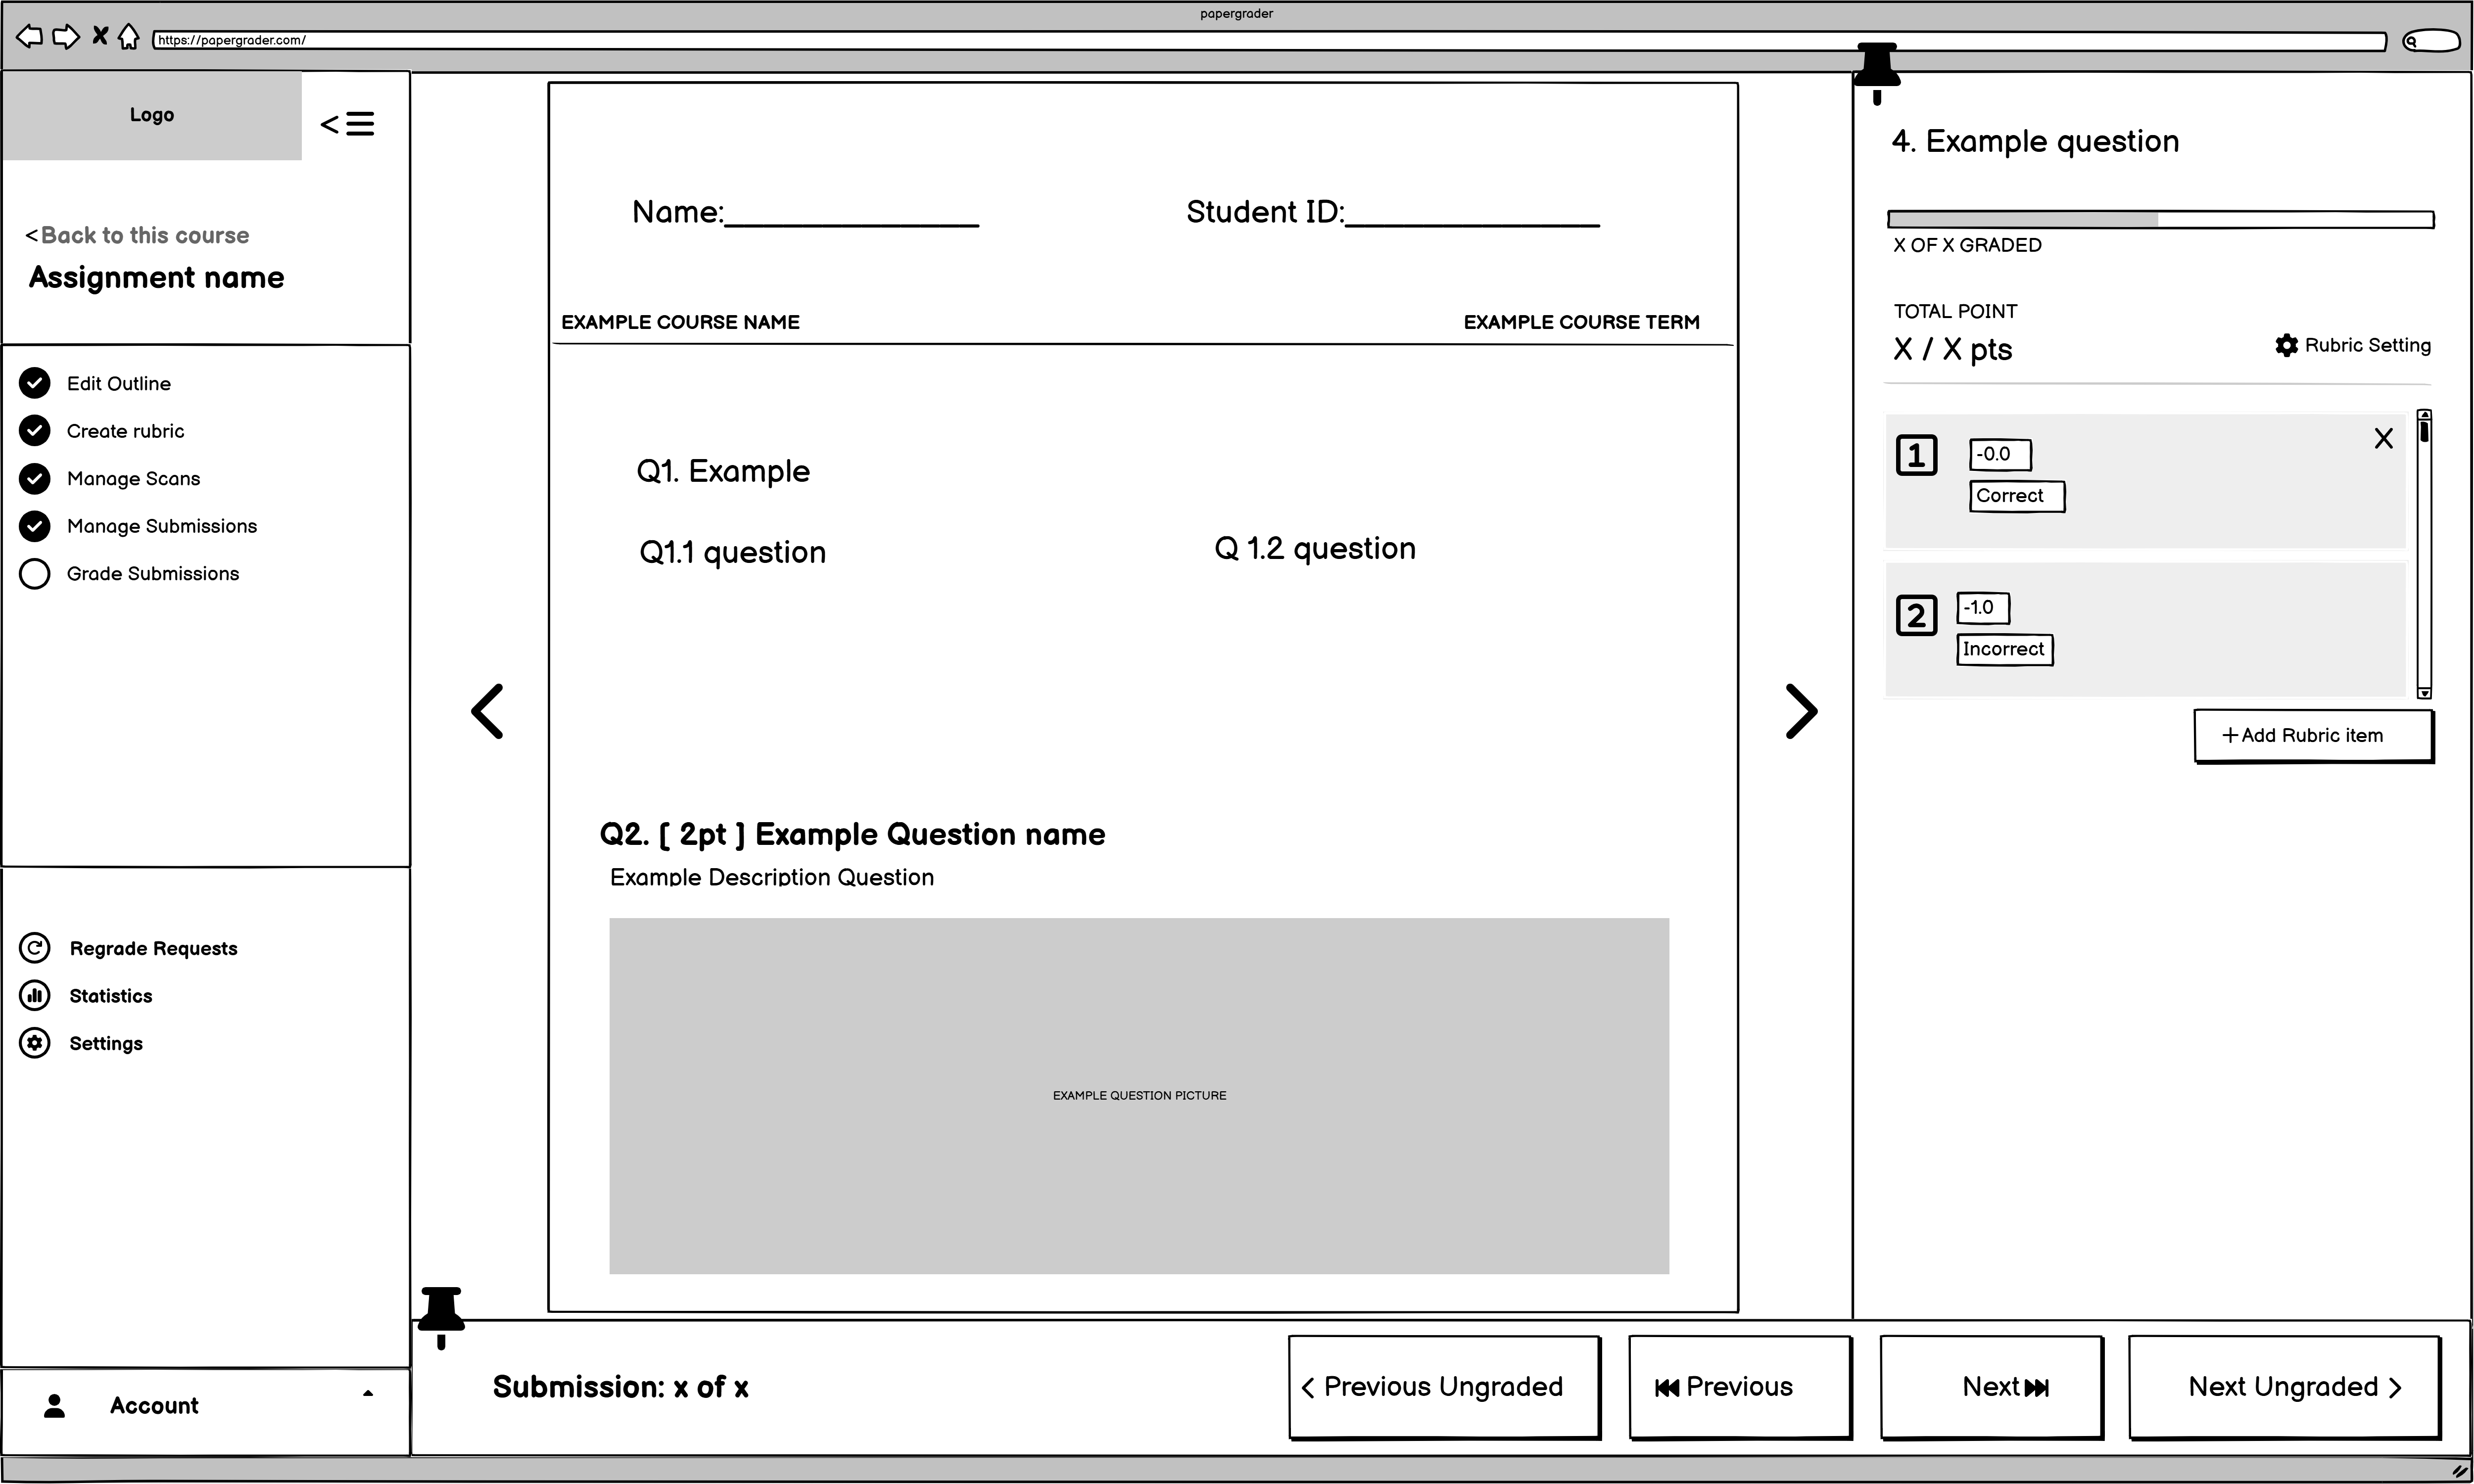 papergrader
https://papergrader.com/
Logo
<
<Back to this course
Assignment name
Edit Outline
Create rubric
Manage Scans
Manage Submissions
Grade Submissions
Regrade Requests
Statistics
Settings
Account
Name:_______________ Student ID:_______________
EXAMPLE COURSE NAME EXAMPLE COURSE TERM
Q1. Example
Q1.1 question Q 1.2 question
Q2. [ 2pt ] Example Question name
Example Description Question
EXAMPLE QUESTION PICTURE
4. Example question
X OF X GRADED
TOTAL POINT
X / X pts
Rubric Setting
1
-0.0
Correct
X
2
-1.0
Incorrect
+Add Rubric item
Submission: x of x
< Previous Ungraded
Previous
Next
Next Ungraded >